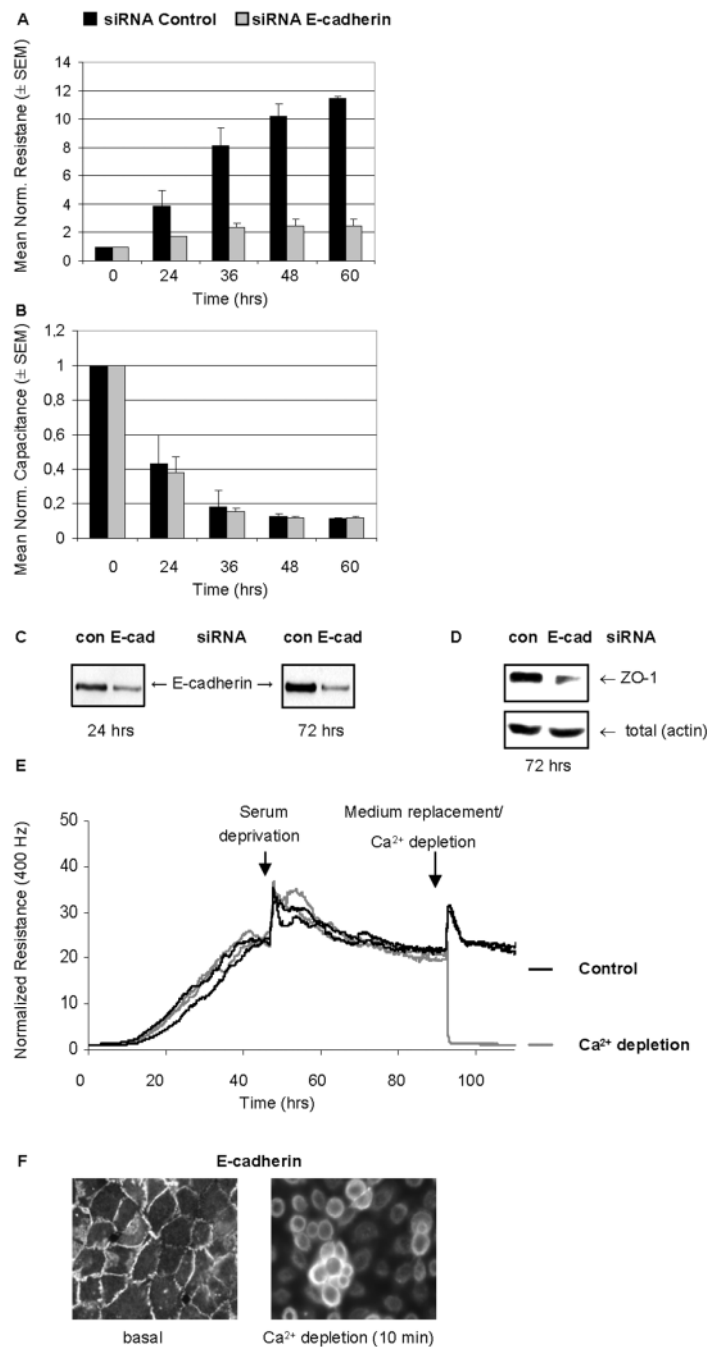 A
siRNA Control siRNA E-cadherin
Mean Norm. Resistane (± SEM)
14
12
10
8
6
4
2
0
0 24 36 48 60
Time (hrs)
B
Mean Norm. Capacitance (± SEM)
1,2
1
0,8
0,6
0,4
0,2
0
0 24 36 48 60
Time (hrs)
C
con E-cad siRNA con E-cad
← E-cadherin →
24 hrs 72 hrs
D
con E-cad siRNA
← ZO-1
← total (actin)
72 hrs
E
Normalized Resistance (400 Hz)
50
40
30
20
10
0
Serum
deprivation
Medium replacement/
Ca²⁺ depletion
Control
Ca²⁺ depletion
0 20 40 60 80 100
Time (hrs)
F
E-cadherin
basal Ca²⁺ depletion (10 min)